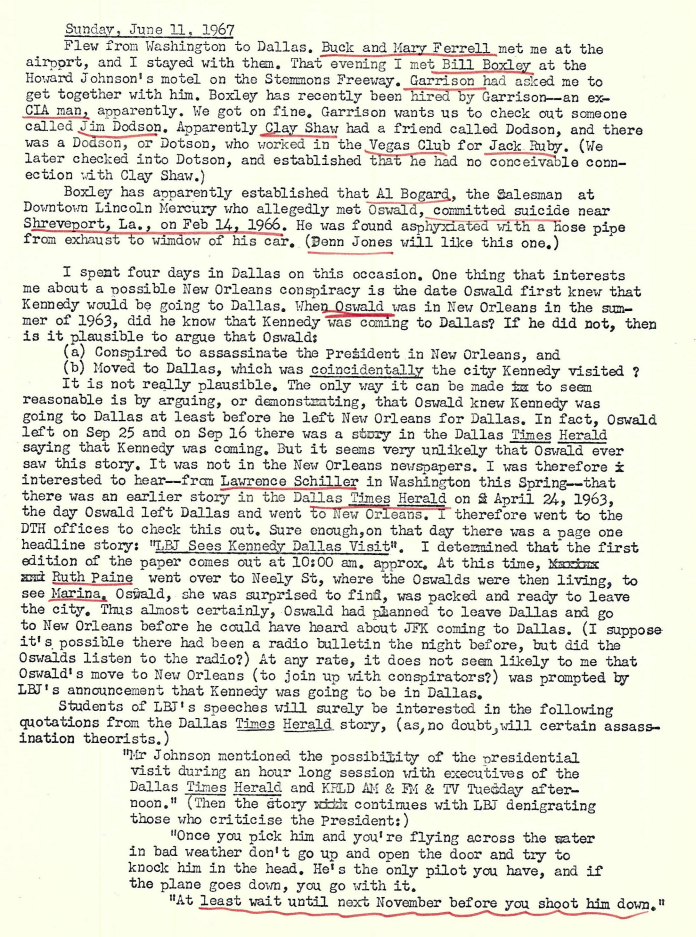 Sunday, June 11, 1967
Flew from Washington to Dallas. Buck and Mary Ferrell met me at the
airport, and I stayed with them. That evening I met Bill Boxley at the
Howard Johnson's motel on the Stemmons Freeway. Garrison had asked me to
get together with him. Boxley has recently been hired by Garrison--an ex-
CIA man, apparently. We got on fine. Garrison wants us to check out someone
called Jim Dodson. Apparently Clay Shaw had a friend called Dodson, and there
was a Dodson, or Dotson, who worked in the Vegas Club for Jack Ruby. (We
later checked into Dotson, and established that he had no conceivable conn-
ection with Clay Shaw.)
Boxley has apparently established that Al Bogard, the Salesman at
Downtown Lincoln Mercury who allegedly met Oswald, committed suicide near
Shreveport, La., on Feb 14, 1966. He was found asphyxiated with a hose pipe
from exhaust to window of his car. (Penn Jones will like this one.)
I spent four days in Dallas on this occasion. One thing that interests
me about a possible New Orleans conspiracy is the date Oswald first knew that
Kennedy would be going to Dallas. When Oswald was in New Orleans in the sum-
mer of 1963, did he know that Kennedy was coming to Dallas? If he did not, then
is it plausible to argue that Oswald:
(a) Conspired to assassinate the President in New Orleans, and
(b) Moved to Dallas, which was coincidentally the city Kennedy visited ?
It is not really plausible. The only way it can be made to seem
reasonable is by arguing, or demonstrating, that Oswald knew Kennedy was
going to Dallas at least before he left New Orleans for Dallas. In fact, Oswald
left on Sep 25 and on Sep 16 there was a story in the Dallas Times Herald
saying that Kennedy was coming. But it seems very unlikely that Oswald ever
saw this story. It was not in the New Orleans newspapers. I was therefore
interested to hear--from Lawrence Schiller in Washington this Spring--that
there was an earlier story in the Dallas Times Herald on April 24, 1963,
the day Oswald left Dallas and went to New Orleans. I therefore went to the
DTH offices to check this out. Sure enough,on that day there was a page one
headline story: "LBJ Sees Kennedy Dallas Visit". I determined that the first
edition of the paper comes out at 10:00 am. approx. At this time,
Ruth Paine went over to Neely St, where the Oswalds were then living, to
see Marina. Oswald, she was surprised to find, was packed and ready to leave
the city. Thus almost certainly, Oswald had planned to leave Dallas and go
to New Orleans before he could have heard about JFK coming to Dallas. (I suppose
it's possible there had been a radio bulletin the night before, but did the
Oswalds listen to the radio?) At any rate, it does not seem likely to me that
Oswald's move to New Orleans (to join up with conspirators?) was prompted by
LBJ's announcement that Kennedy was going to be in Dallas.
Students of LBJ's speeches will surely be interested in the following
quotations from the Dallas Times Herald story, (as,no doubt,will certain assass-
ination theorists.)
"Mr Johnson mentioned the possibility of the presidential
visit during an hour long session with executives of the
Dallas Times Herald and KRLD AM & FM & TV Tuesday after-
noon." (Then the story continues with LBJ denigrating
those who criticise the President:)
"Once you pick him and you're flying across the water
in bad weather don't go up and open the door and try to
knock him in the head. He's the only pilot you have, and if
the plane goes down, you go with it.
"At least wait until next November before you shoot him down."